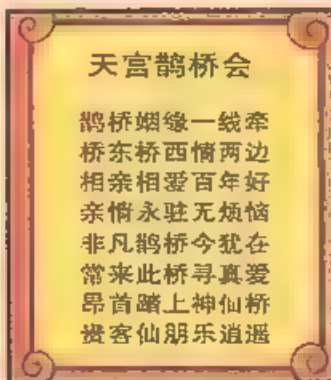 天宫鹊桥会
鹊桥姻缘一线牵
桥东桥西情两边
相亲相爱百年好
亲情永驻无烦恼
非凡鹊桥今犹在
常来此桥寻真爱
昂首踏上神仙桥
贵客仙朋乐逍遥